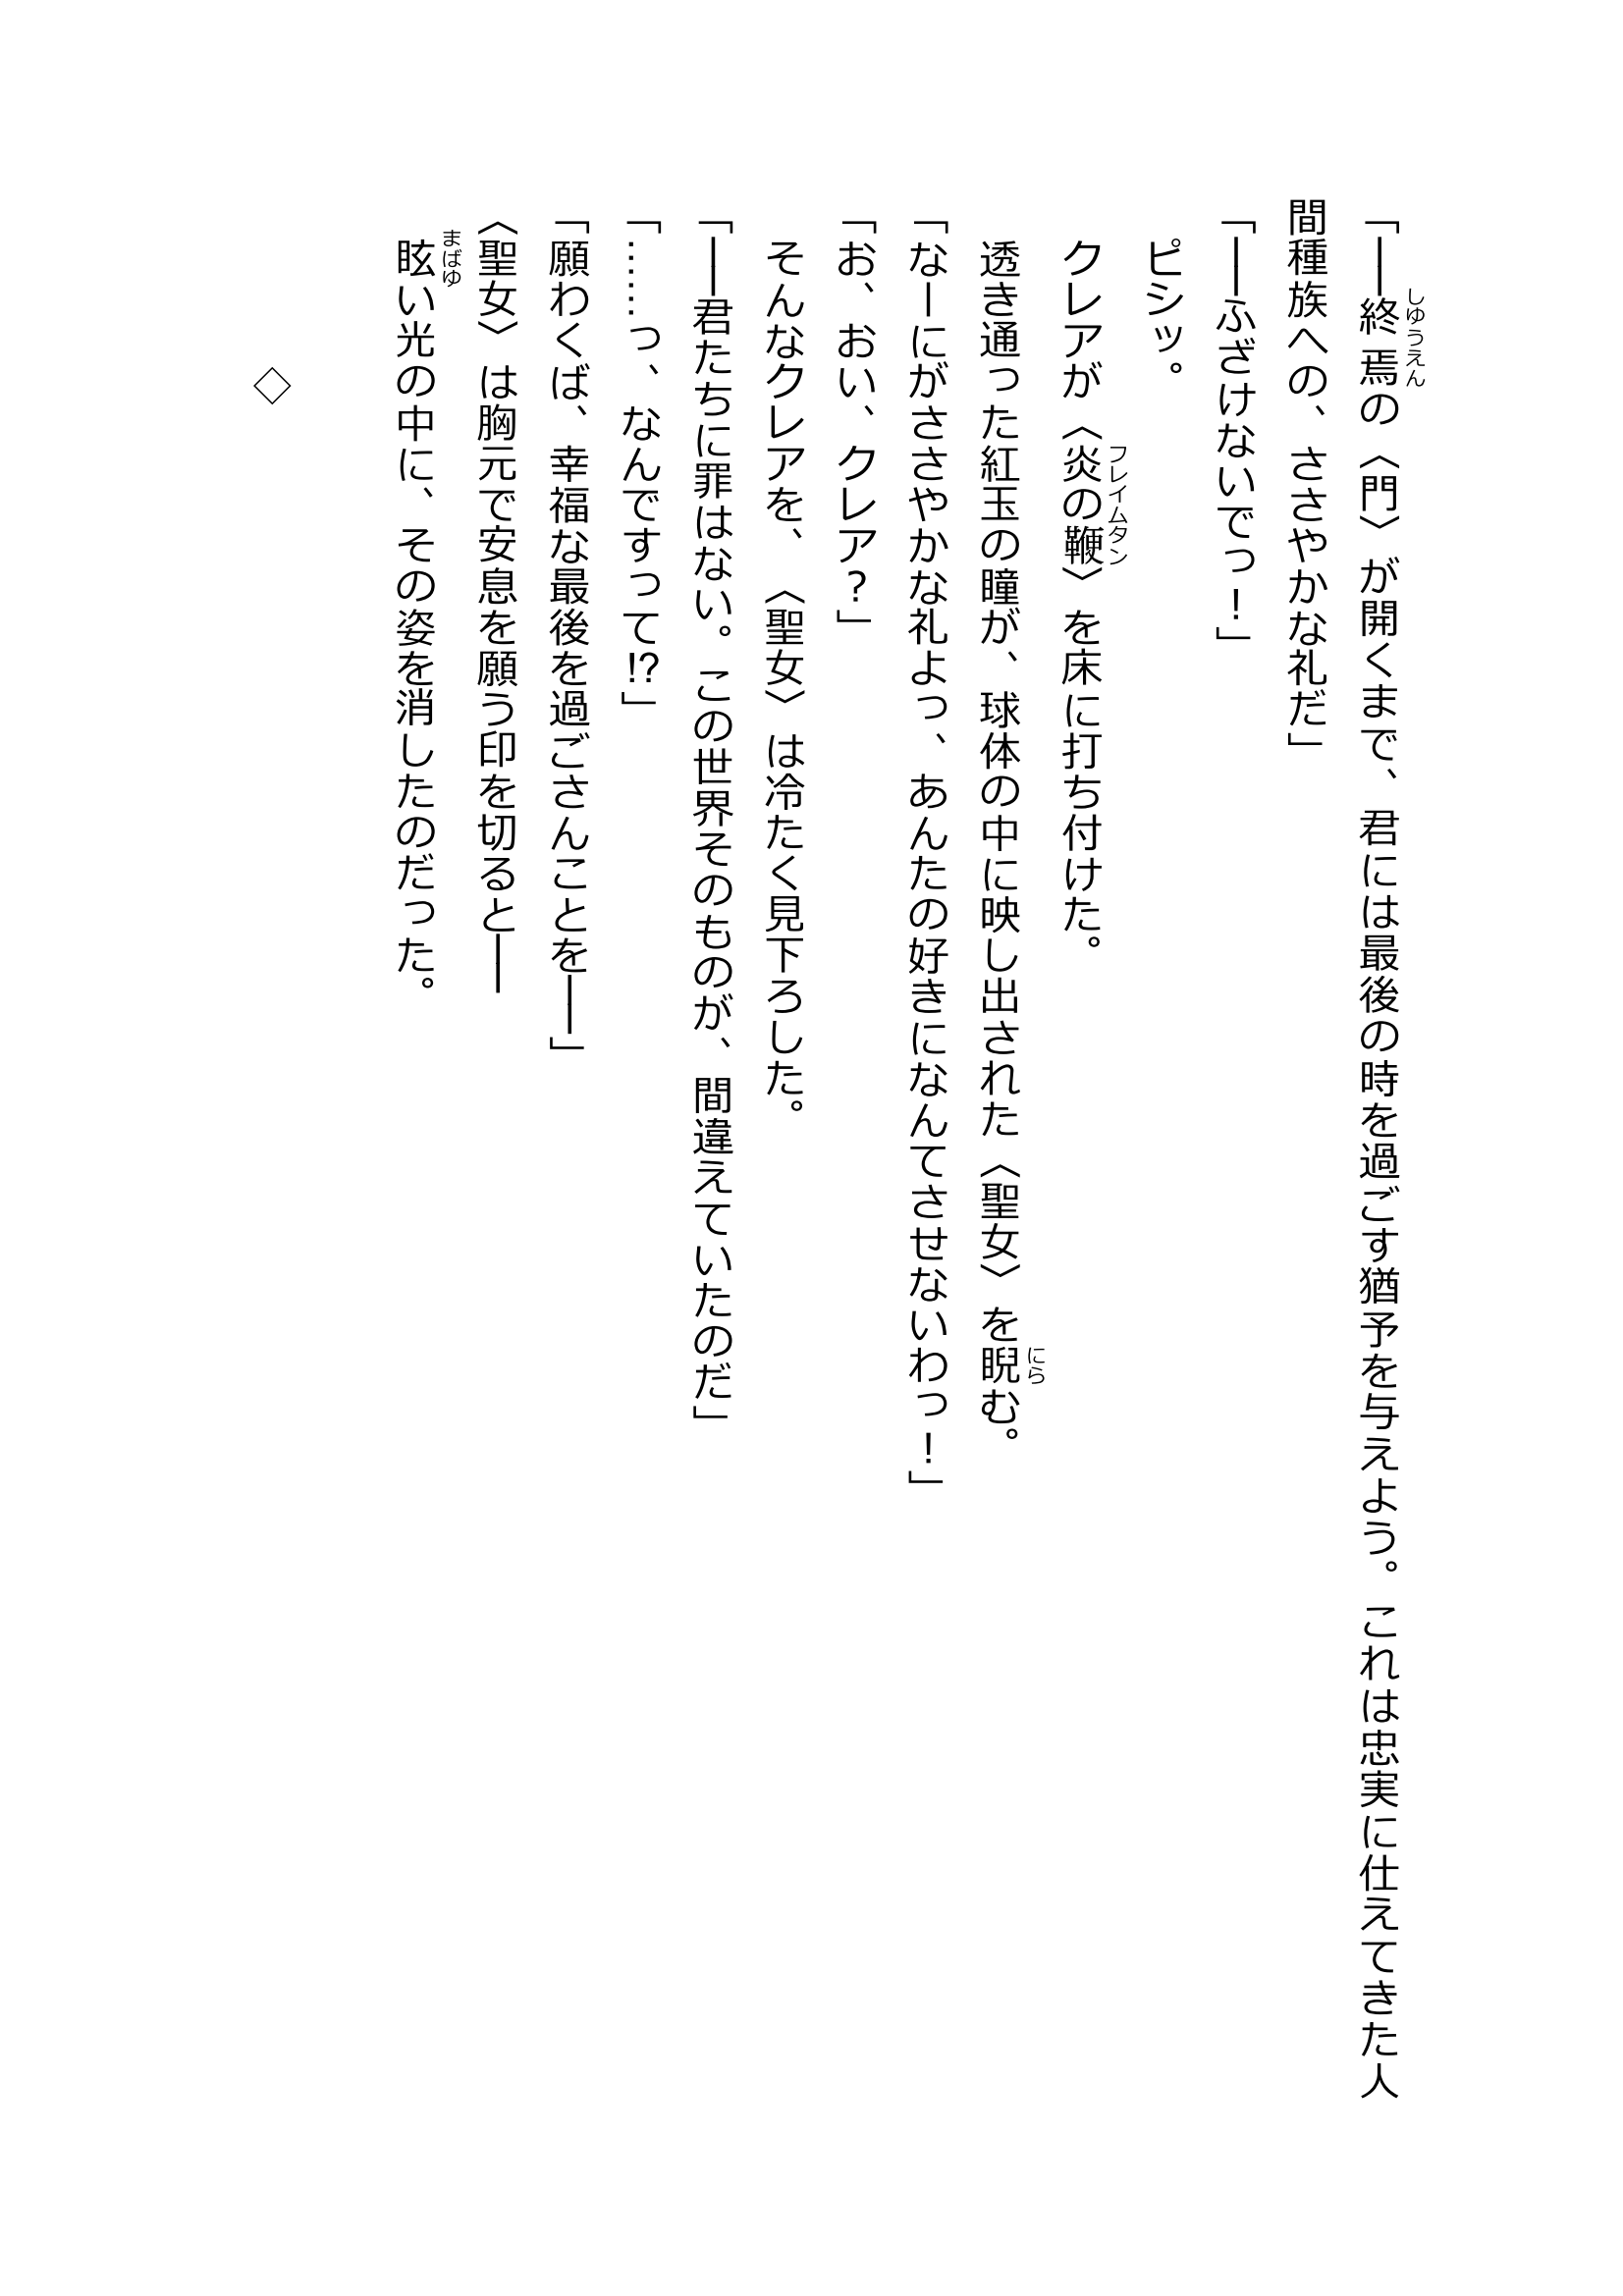 「――終焉の〈門〉が開くまで、君には最後の時を過ごす猶予を与えよう。これは忠実に仕えてきた人
間種族への、ささやかな礼だ」
「――ふざけないでっ！」
ピシッ。
クレアが〈炎の鞭〉を床に打ち付けた。
透き通った紅玉の瞳が、球体の中に映し出された〈聖女〉を睨む。
「なーにがささやかな礼よっ、あんたの好きになんてさせないわっ！」
「お、おい、クレア？」
そんなクレアを、〈聖女〉は冷たく見下ろした。
「――君たちに罪はない。この世界そのものが、間違えていたのだ」
「……っ、なんですって⁉」
「願わくば、幸福な最後を過ごさんことを――」
〈聖女〉は胸元で安息を願う印を切ると――
眩い光の中に、その姿を消したのだった。
◇
しゆうえん
フレイムタン
にら
まばゆ